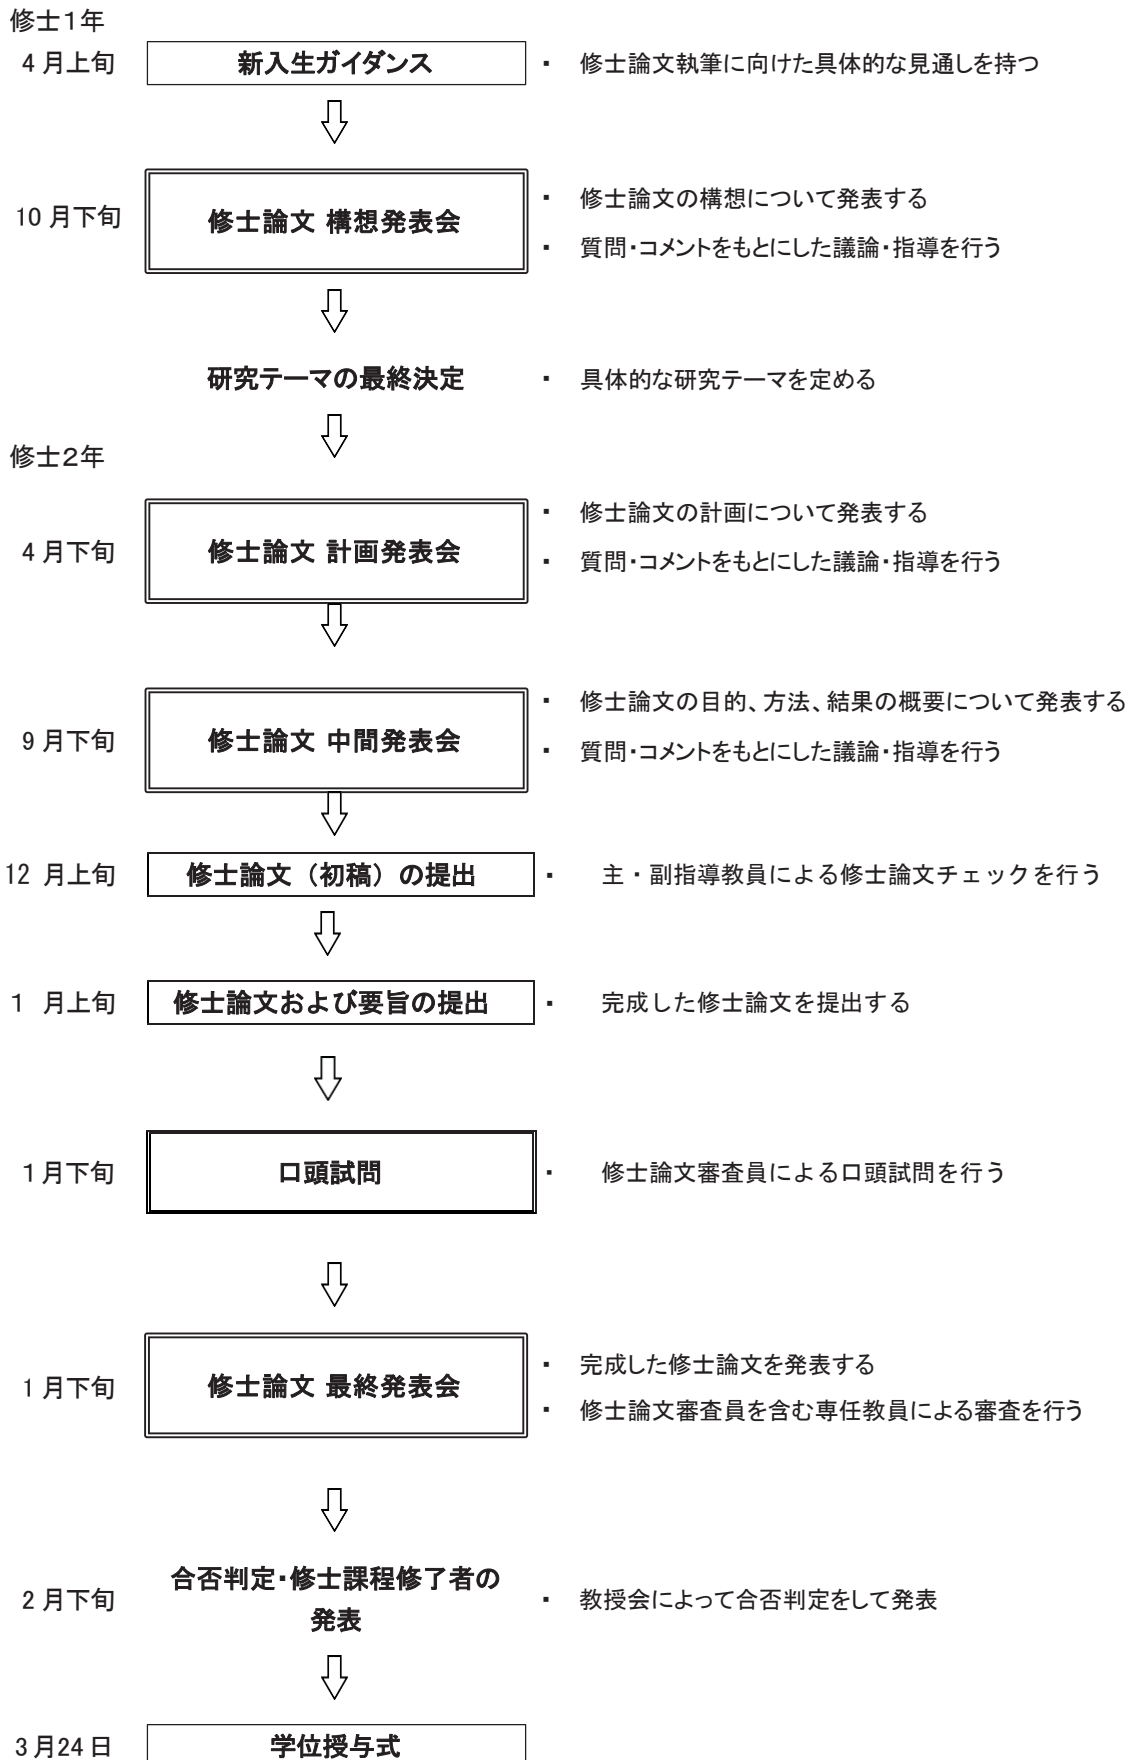 修士1年
4月上旬 新入生ガイダンス ・ 修士論文執筆に向けた具体的な見通しを持つ
10月下旬 修士論文 構想発表会 ・ 修士論文の構想について発表する
・ 質問・コメントをもとにした議論・指導を行う
研究テーマの最終決定 ・ 具体的な研究テーマを定める
修士2年
4月下旬 修士論文 計画発表会 ・ 修士論文の計画について発表する
・ 質問・コメントをもとにした議論・指導を行う
9月下旬 修士論文 中間発表会 ・ 修士論文の目的、方法、結果の概要について発表する
・ 質問・コメントをもとにした議論・指導を行う
12 月上旬 修士論文（初稿）の提出 ・ 主・副指導教員による修士論文チェックを行う
1 月上旬 修士論文および要旨の提出 ・ 完成した修士論文を提出する
1月下旬 口頭試問 ・ 修士論文審査員による口頭試問を行う
1月下旬 修士論文 最終発表会 ・ 完成した修士論文を発表する
・ 修士論文審査員を含む専任教員による審査を行う
2月下旬 合否判定・修士課程修了者の
発表 ・ 教授会によって合否判定をして発表
3月24日 学位授与式